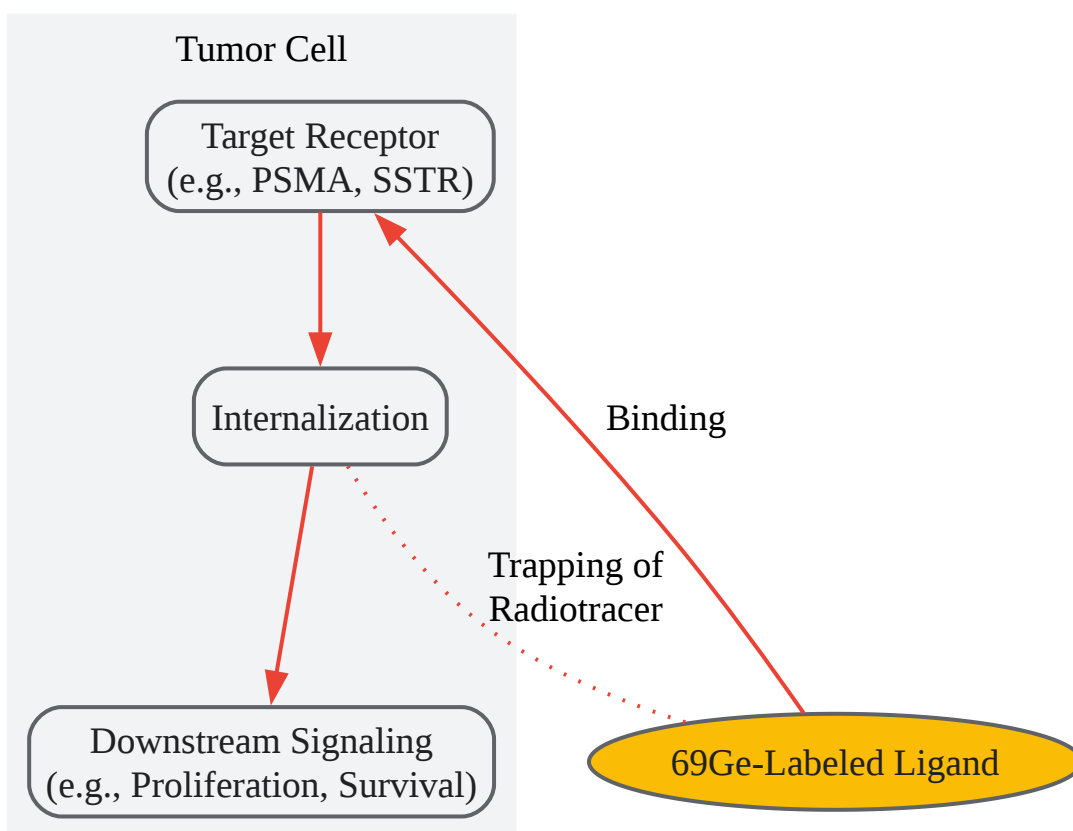 Tumor Cell
Target Receptor
(e.g., PSMA, SSTR)
Internalization
Binding
Trapping of
Radiotracer
Downstream Signaling
(e.g., Proliferation, Survival)
69Ge-Labeled Ligand